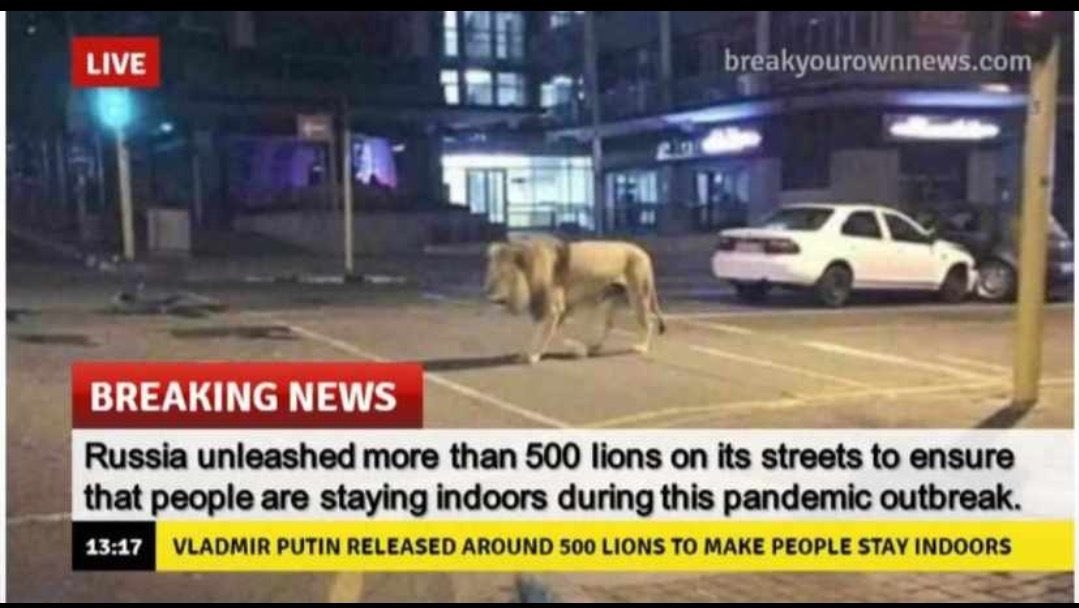 LIVE
breakyourownnews.com
BREAKING NEWS
Russia unleashed more than 500 lions on its streets to ensure
that people are staying indoors during this pandemic outbreak.
13:17 VLADMIR PUTIN RELEASED AROUND 500 LIONS TO MAKE PEOPLE STAY INDOORS